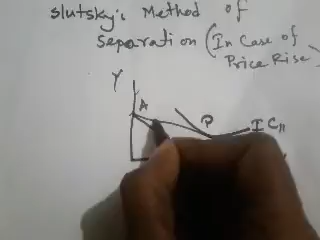 Slutsky's Method of
Separation (In Case of
Price Rise)
Y
A
P
IC11